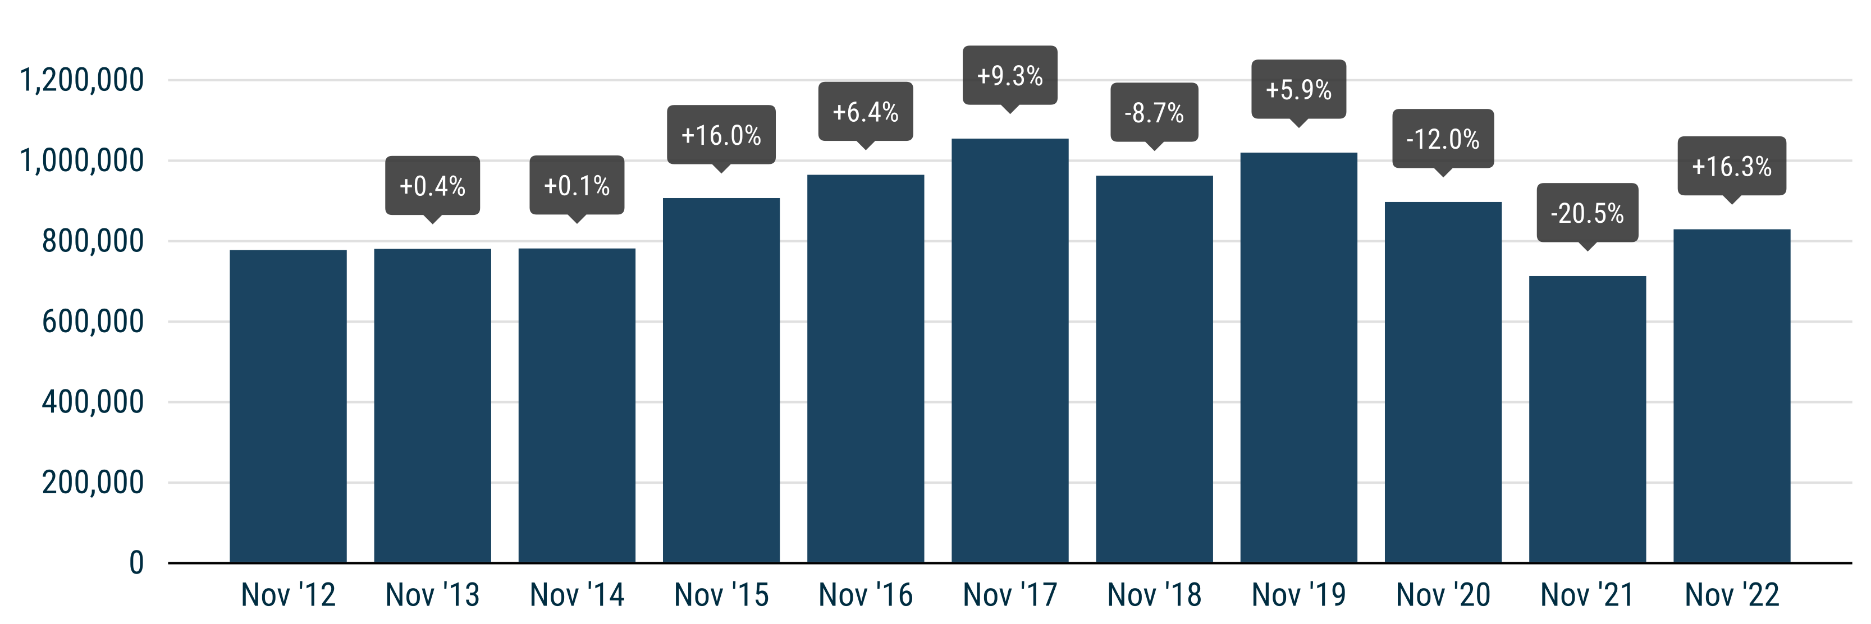 1,200,000
1,000,000
800,000
600,000
400,000
200,000
0
+0.4%
+0.1%
+16.0%
+6.4%
+9.3%
-8.7%
+5.9%
-12.0%
-20.5%
+16.3%
Nov '12
Nov '13
Nov '14
Nov '15
Nov '16
Nov '17
Nov '18
Nov '19
Nov '20
Nov '21
Nov '22